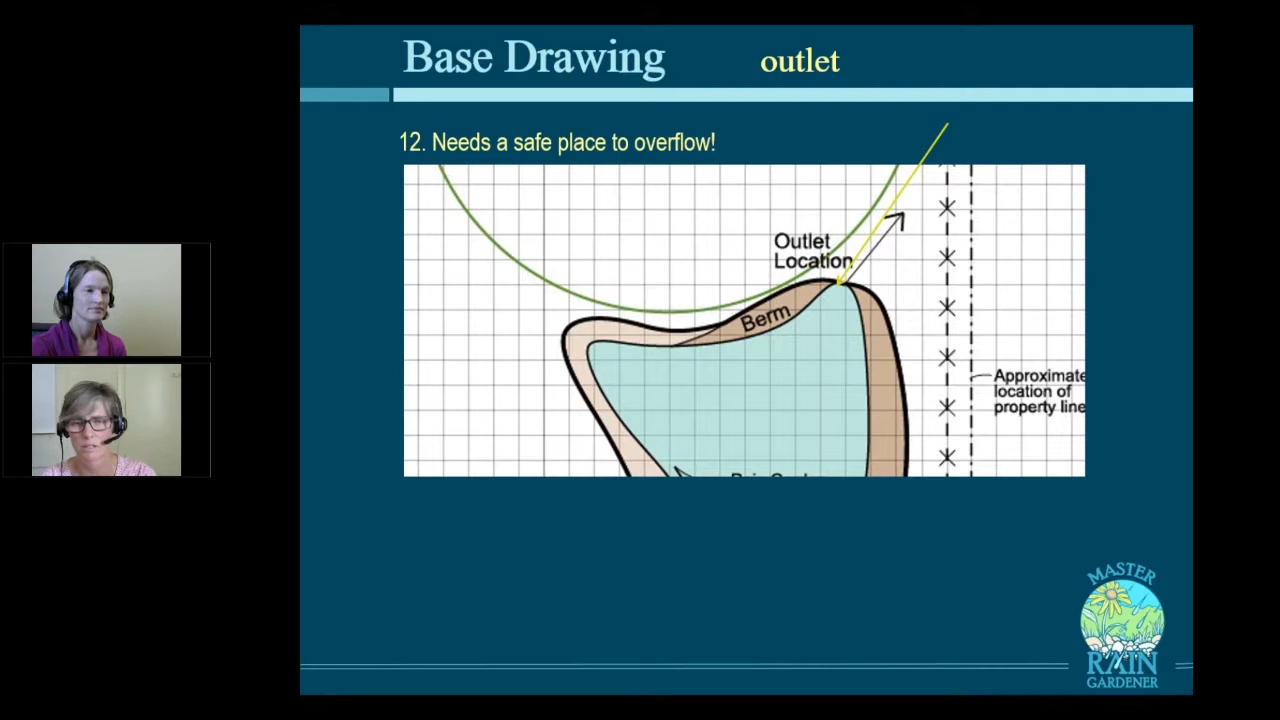 Base Drawing outlet
12. Needs a safe place to overflow!
Outlet
Location
Berm
Approximate
location of
property line
MASTER
RAIN
GARDENER